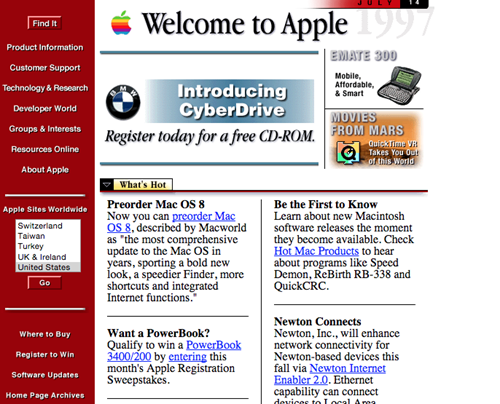 JULY 14
1997
Welcome to Apple
Find It
Product Information
Customer Support
Technology & Research
Developer World
Groups & Interests
Resources Online
About Apple
Apple Sites Worldwide
Switzerland
Taiwan
Turkey
UK & Ireland
United States
Go
Where to Buy
Register to Win
Software Updates
Home Page Archives
BMW
Introducing
CyberDrive
Register today for a free CD-ROM.
EMATE 300
Mobile,
Affordable,
& Smart
MOVIES
FROM MARS
QuickTime VR
Takes You Out
of this World
What's Hot
Preorder Mac OS 8
Now you can preorder Mac
OS 8, described by Macworld
as "the most comprehensive
update to the Mac OS in
years, sporting a bold new
look, a speedier Finder, more
shortcuts and integrated
Internet functions."
Want a PowerBook?
Qualify to win a PowerBook
3400/200 by entering this
month's Apple Registration
Sweepstakes.
Be the First to Know
Learn about new Macintosh
software releases the moment
they become available. Check
Hot Mac Products to hear
about programs like Speed
Demon, ReBirth RB-338 and
QuickCRC.
Newton Connects
Newton, Inc., will enhance
network connectivity for
Newton-based devices this
fall via Newton Internet
Enabler 2.0. Ethernet
capability can connect
devices to Local Area